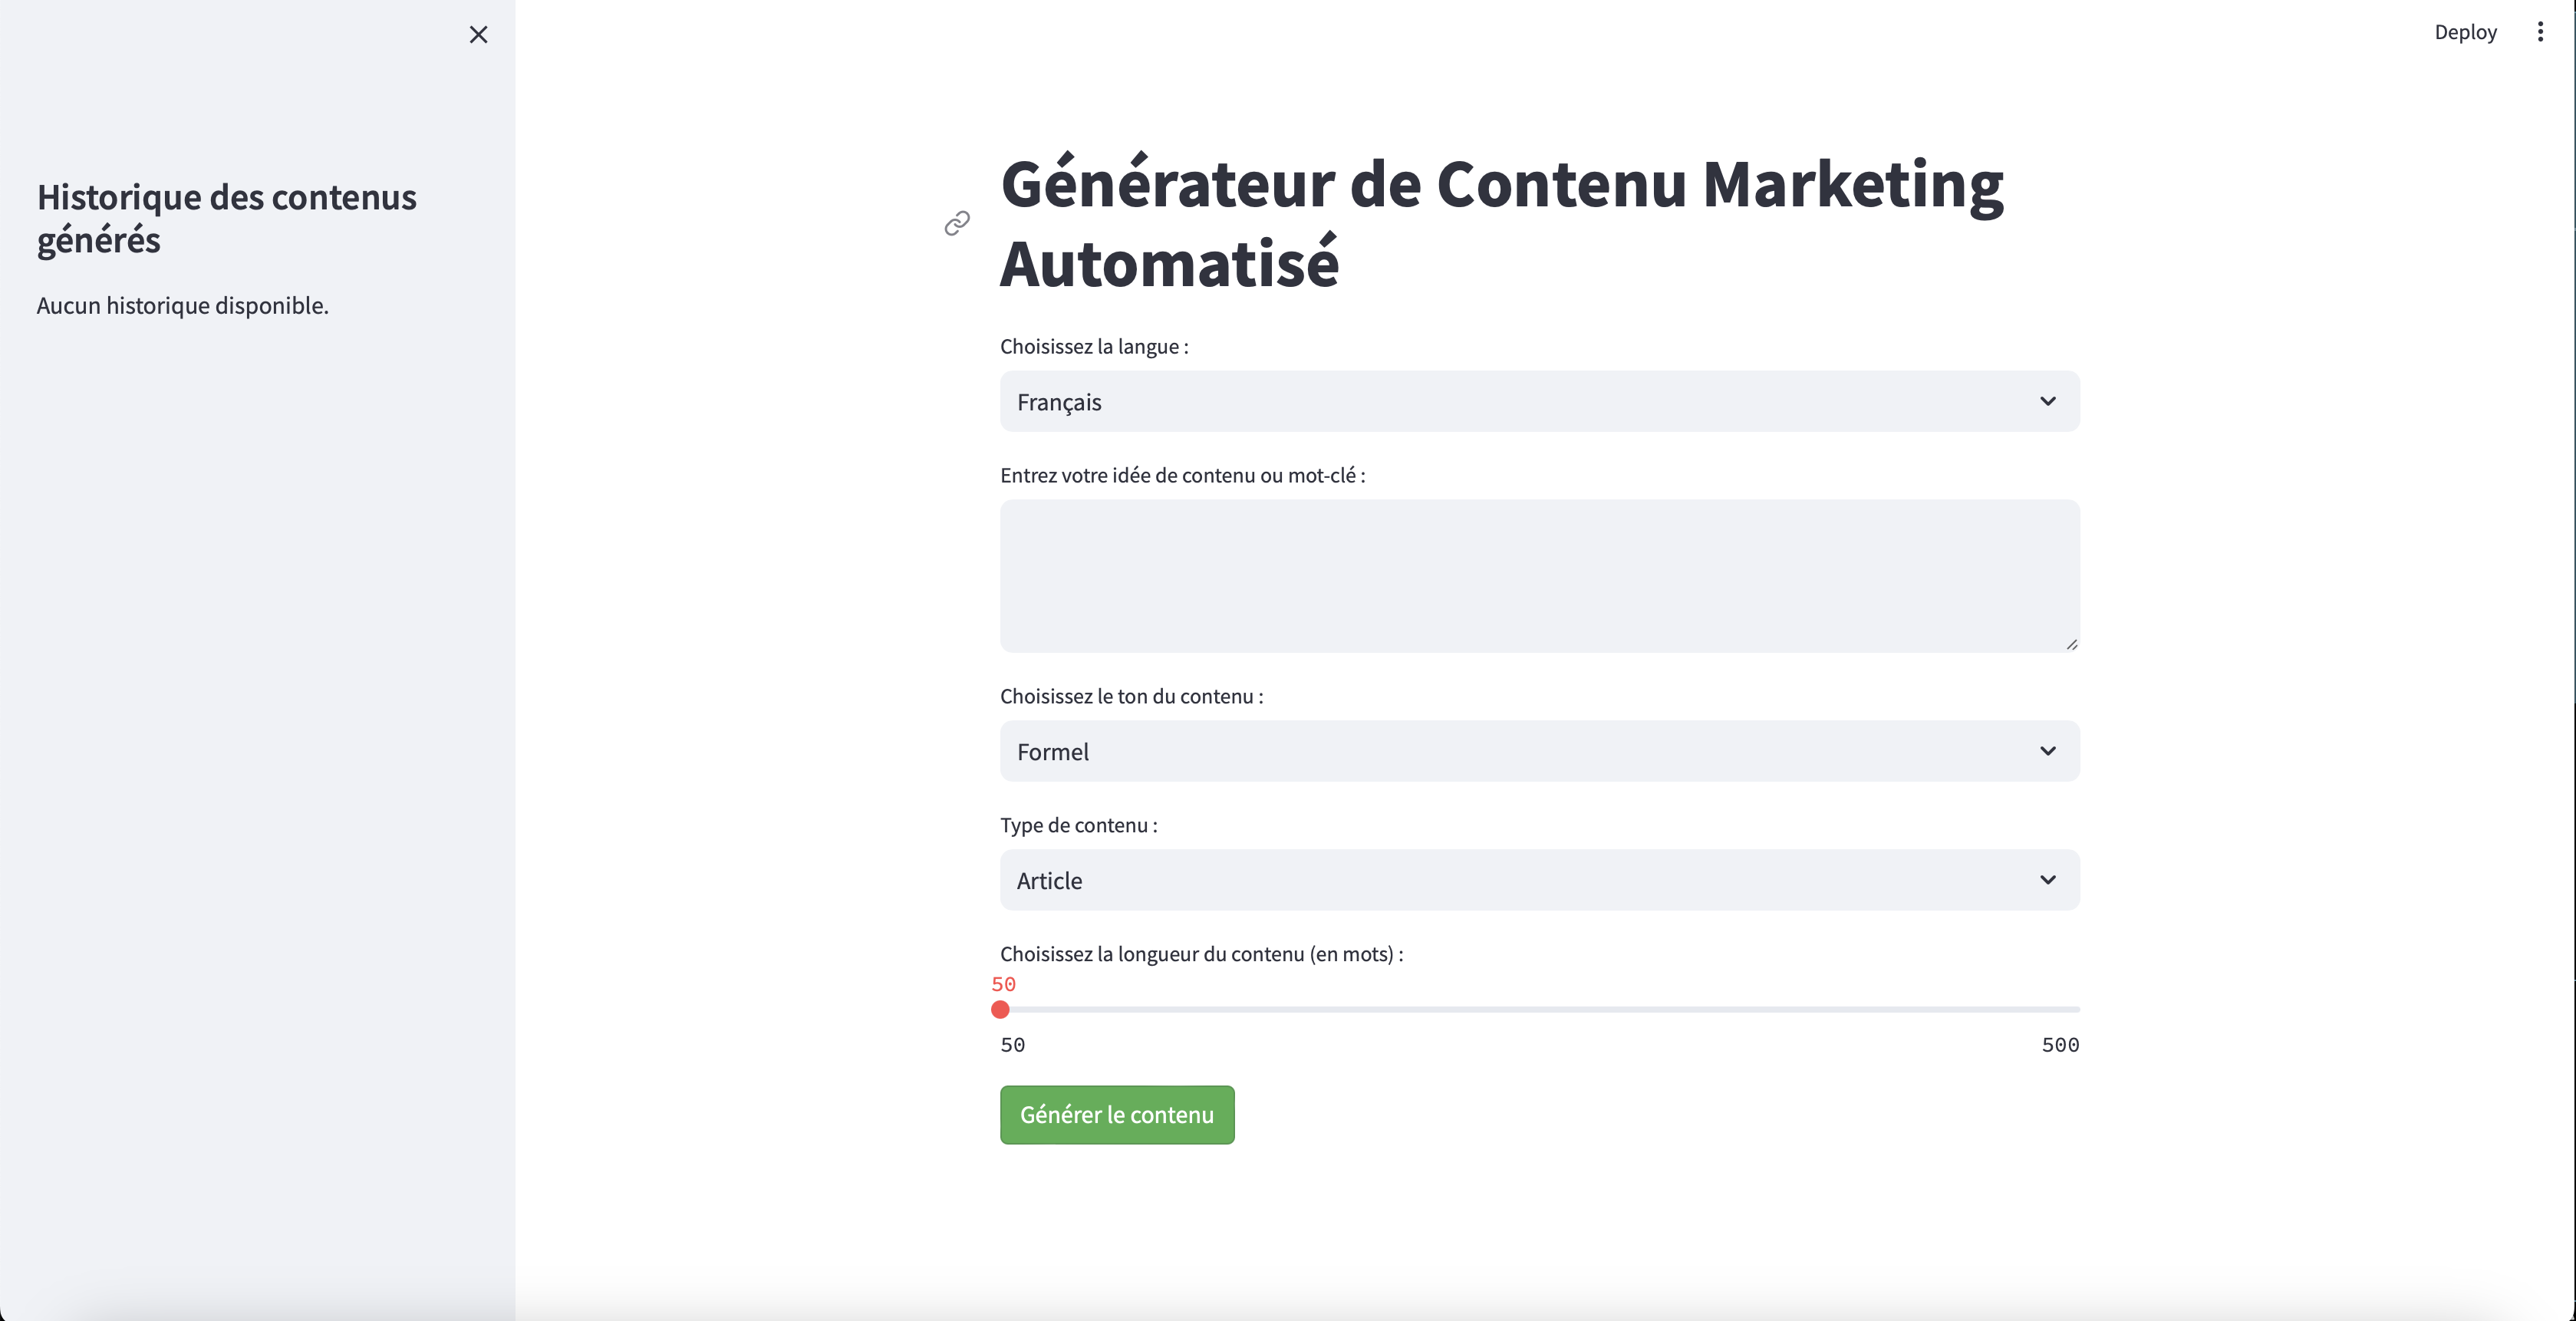 Deploy
Historique des contenus
générés
Aucun historique disponible.
Générateur de Contenu Marketing
Automatisé
Choisissez la langue :
Français
Entrez votre idée de contenu ou mot-clé :
Choisissez le ton du contenu :
Formel
Type de contenu :
Article
Choisissez la longueur du contenu (en mots) :
50
50 500
Générer le contenu